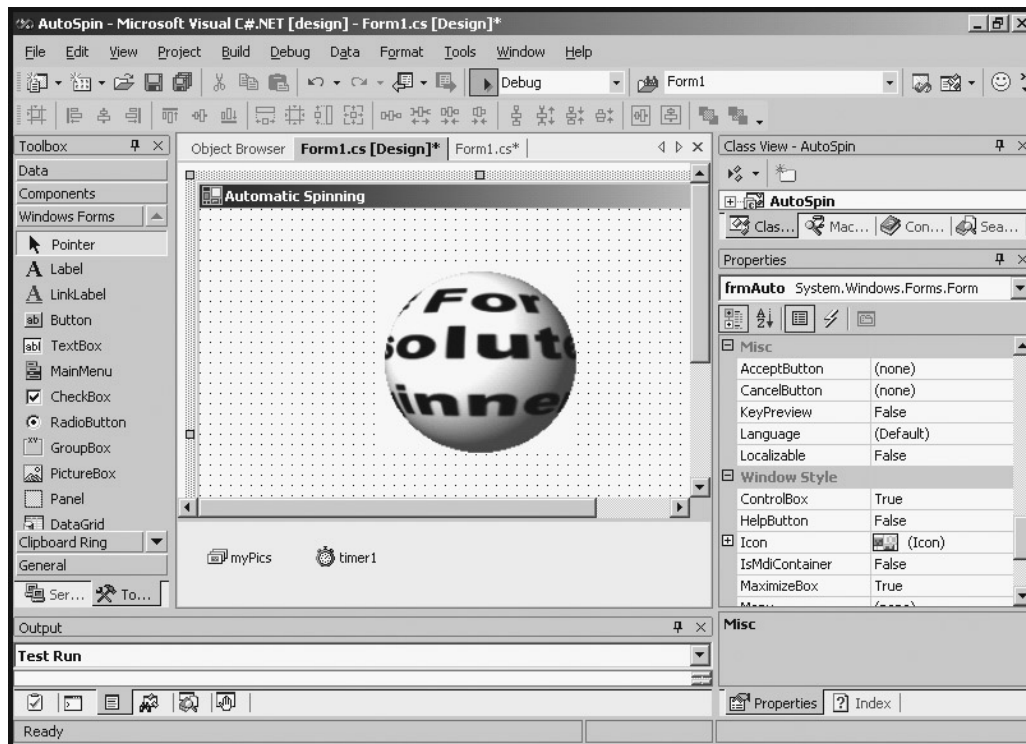 AutoSpin - Microsoft Visual C#.NET [design] - Form1.cs [Design]*
File Edit View Project Build Debug Data Format Tools Window Help
Debug Form1
Toolbox
Data
Components
Windows Forms
Pointer
A Label
A LinkLabel
ab Button
abl TextBox
MainMenu
CheckBox
RadioButton
XY GroupBox
PictureBox
Panel
DataGrid
Clipboard Ring
General
Ser... To...
Object Browser Form1.cs [Design]* Form1.cs*
Automatic Spinning
For
solute
inne
myPics timer1
Class View - AutoSpin
AutoSpin
Clas... Mac... Con... Sea...
Properties
frmAuto System.Windows.Forms.Form
Misc
AcceptButton (none)
CancelButton (none)
KeyPreview False
Language (Default)
Localizable False
Window Style
ControlBox True
HelpButton False
Icon (Icon)
IsMdiContainer False
MaximizeBox True
Menu (none)
Misc
Properties Index
Output
Test Run
Ready